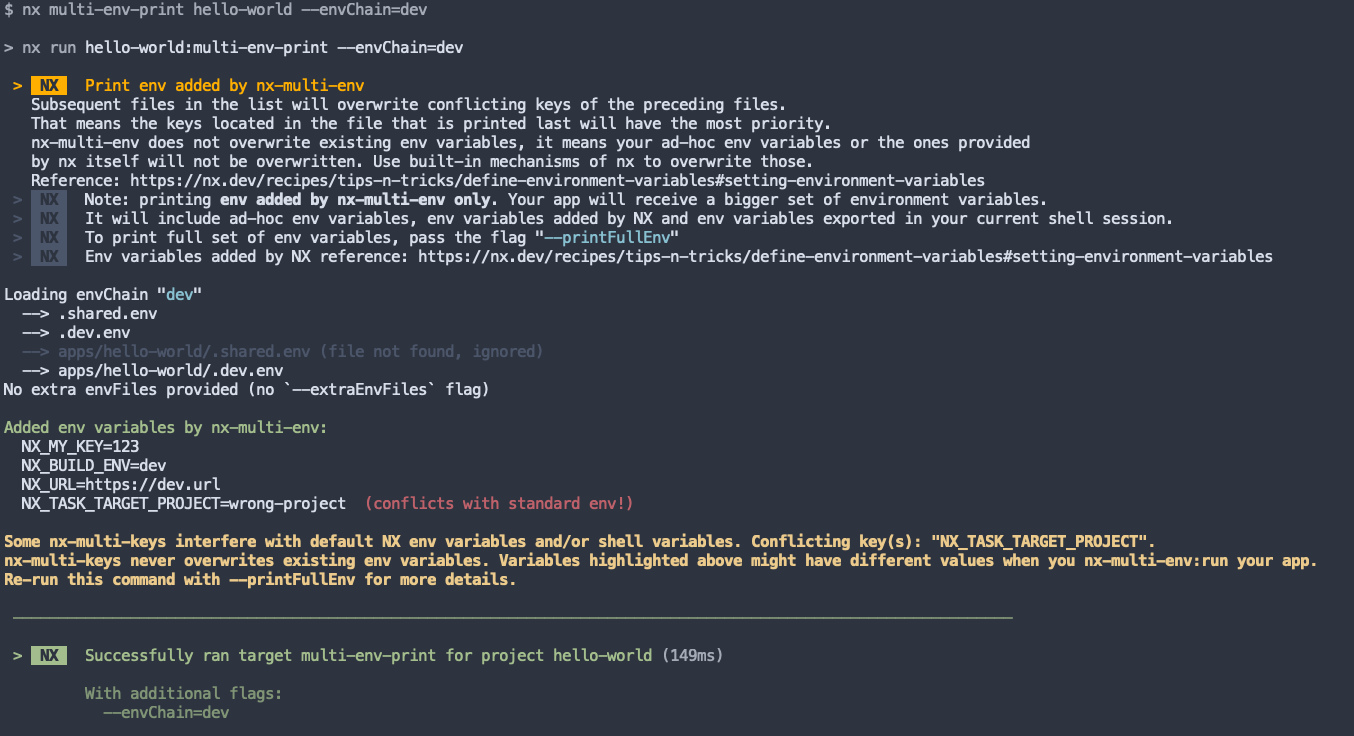 $ nx multi-env-print hello-world --envChain=dev
> nx run hello-world:multi-env-print --envChain=dev
> NX Print env added by nx-multi-env
Subsequent files in the list will overwrite conflicting keys of the preceding files.
That means the keys located in the file that is printed last will have the most priority.
nx-multi-env does not overwrite existing env variables, it means your ad-hoc env variables or the ones provided
by nx itself will not be overwritten. Use built-in mechanisms of nx to overwrite those.
Reference: https://nx.dev/recipes/tips-n-tricks/define-environment-variables#setting-environment-variables
> NX Note: printing env added by nx-multi-env only. Your app will receive a bigger set of environment variables.
> NX It will include ad-hoc env variables, env variables added by NX and env variables exported in your current shell session.
> NX To print full set of env variables, pass the flag "--printFullEnv"
> NX Env variables added by NX reference: https://nx.dev/recipes/tips-n-tricks/define-environment-variables#setting-environment-variables
Loading envChain "dev"
--> .shared.env
--> .dev.env
--> apps/hello-world/.shared.env (file not found, ignored)
--> apps/hello-world/.dev.env
No extra envFiles provided (no `--extraEnvFiles` flag)
Added env variables by nx-multi-env:
NX_MY_KEY=123
NX_BUILD_ENV=dev
NX_URL=https://dev.url
NX_TASK_TARGET_PROJECT=wrong-project (conflicts with standard env!)
Some nx-multi-keys interfere with default NX env variables and/or shell variables. Conflicting key(s): "NX_TASK_TARGET_PROJECT".
nx-multi-keys never overwrites existing env variables. Variables highlighted above might have different values when you nx-multi-env:run your app.
Re-run this command with --printFullEnv for more details.
> NX Successfully ran target multi-env-print for project hello-world (149ms)
With additional flags:
--envChain=dev